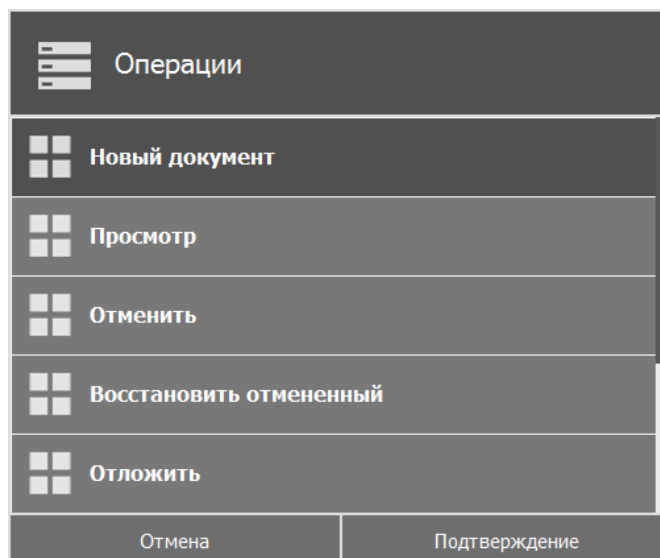 Операции
Новый документ
Просмотр
Отменить
Восстановить отмененный
Отложить
Отмена
Подтверждение